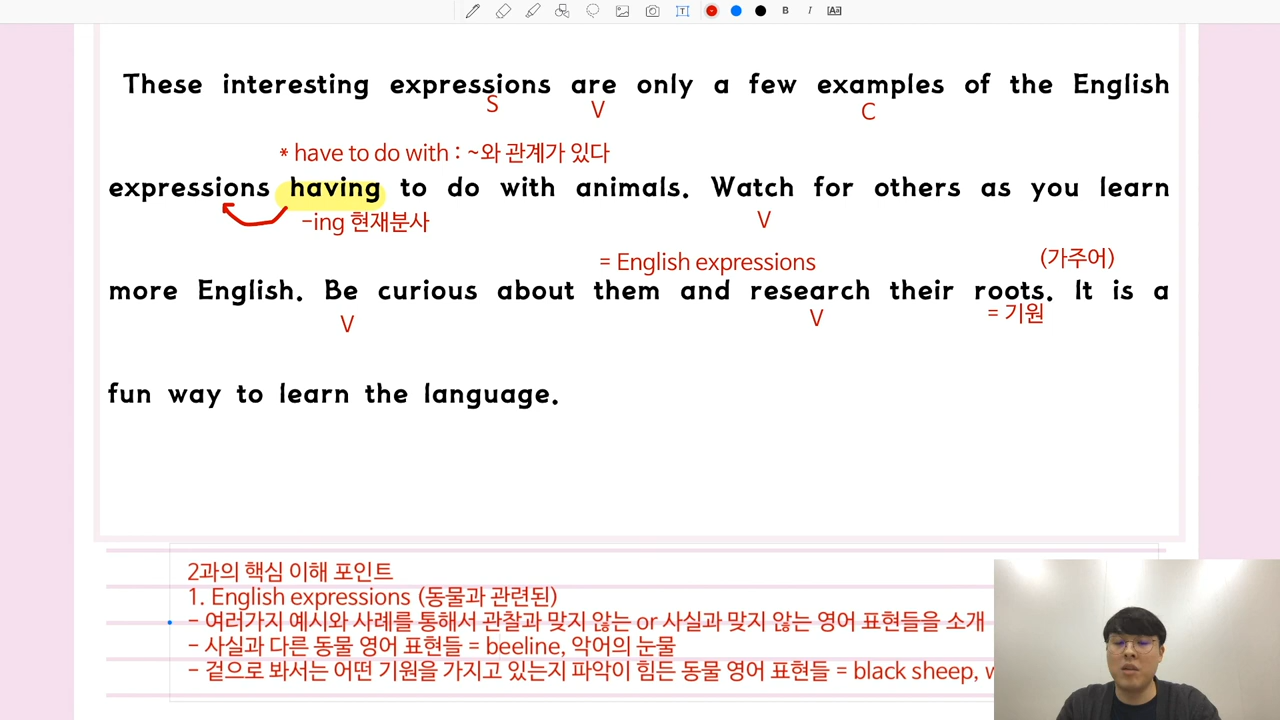 These interesting expressions are only a few examples of the English
S V C
* have to do with : ~와 관계가 있다
expressions having to do with animals. Watch for others as you learn
-ing 현재분사 V
= English expressions (가주어)
more English. Be curious about them and research their roots. It is a
V V = 기원
fun way to learn the language.
2과의 핵심 이해 포인트
1. English expressions (동물과 관련된)
- 여러가지 예시와 사례를 통해서 관찰과 맞지 않는 or 사실과 맞지 않는 영어 표현들을 소개
- 사실과 다른 동물 영어 표현들 = beeline, 악어의 눈물
- 겉으로 봐서는 어떤 기원을 가지고 있는지 파악이 힘든 동물 영어 표현들 = black sheep,